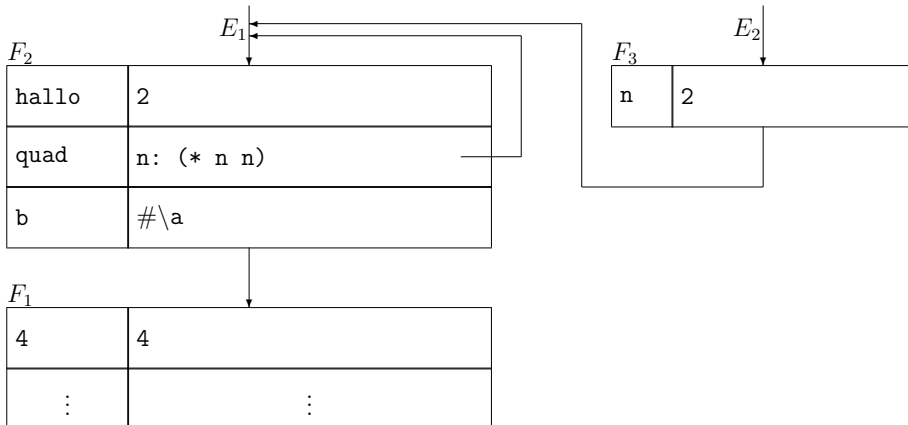 E₁ E₂
F₂ F₃
hallo 2 n 2
quad n: (* n n)
b #\a
F₁
4 4
⋮ ⋮